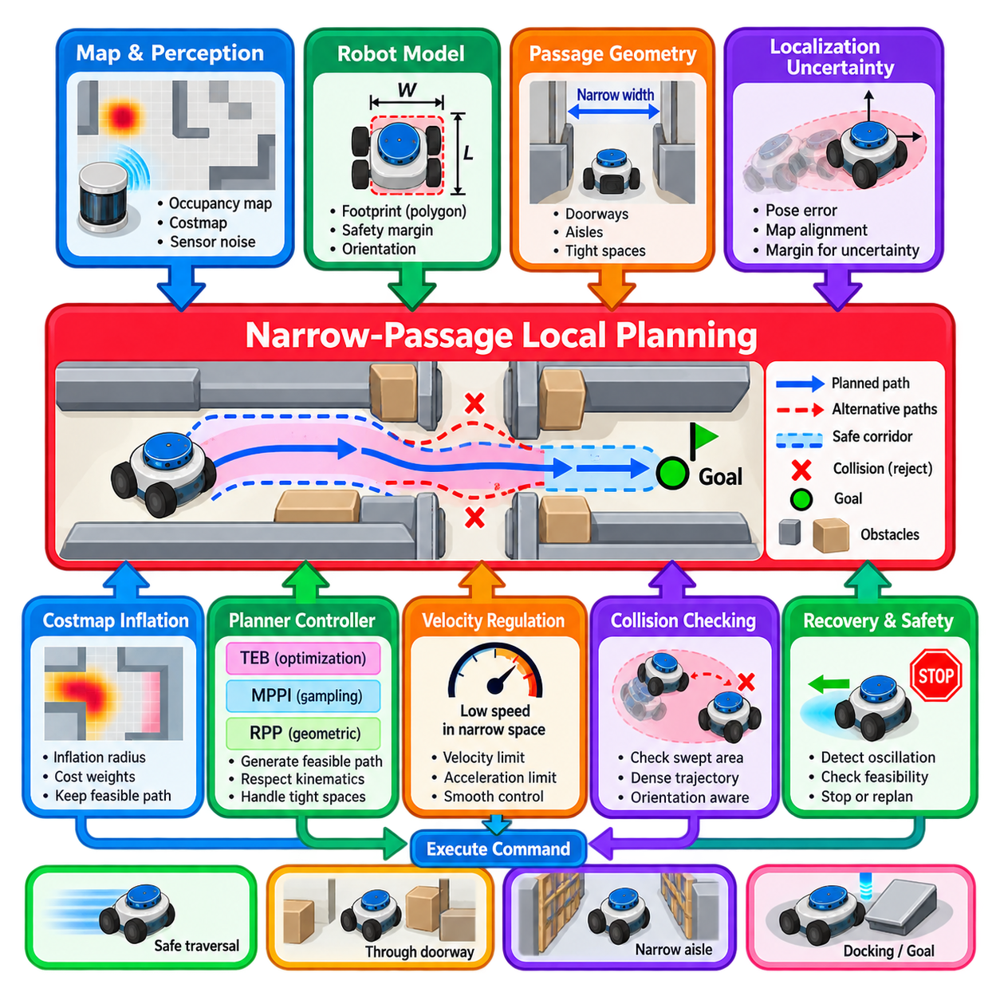 Map & Perception
• Occupancy map
• Costmap
• Sensor noise
Robot Model
W
L
• Footprint (polygon)
• Safety margin
• Orientation
Passage Geometry
Narrow width
• Doorways
• Aisles
• Tight spaces
Localization
Uncertainty
• Pose error
• Map alignment
• Margin for uncertainty
Narrow-Passage Local Planning
Goal
Planned path
Alternative paths
Safe corridor
Collision (reject)
Goal
Obstacles
Costmap Inflation
• Inflation radius
• Cost weights
• Keep feasible path
Planner Controller
TEB (optimization)
MPPI (sampling)
RPP (geometric)
• Generate feasible path
• Respect kinematics
• Handle tight spaces
Velocity Regulation
Low speed
in narrow space
• Velocity limit
• Acceleration limit
• Smooth control
Collision Checking
• Check swept area
• Dense trajectory
• Orientation aware
Recovery & Safety
STOP
• Detect oscillation
• Check feasibility
• Stop or replan
Execute Command
Safe traversal
Through doorway
Narrow aisle
Docking / Goal